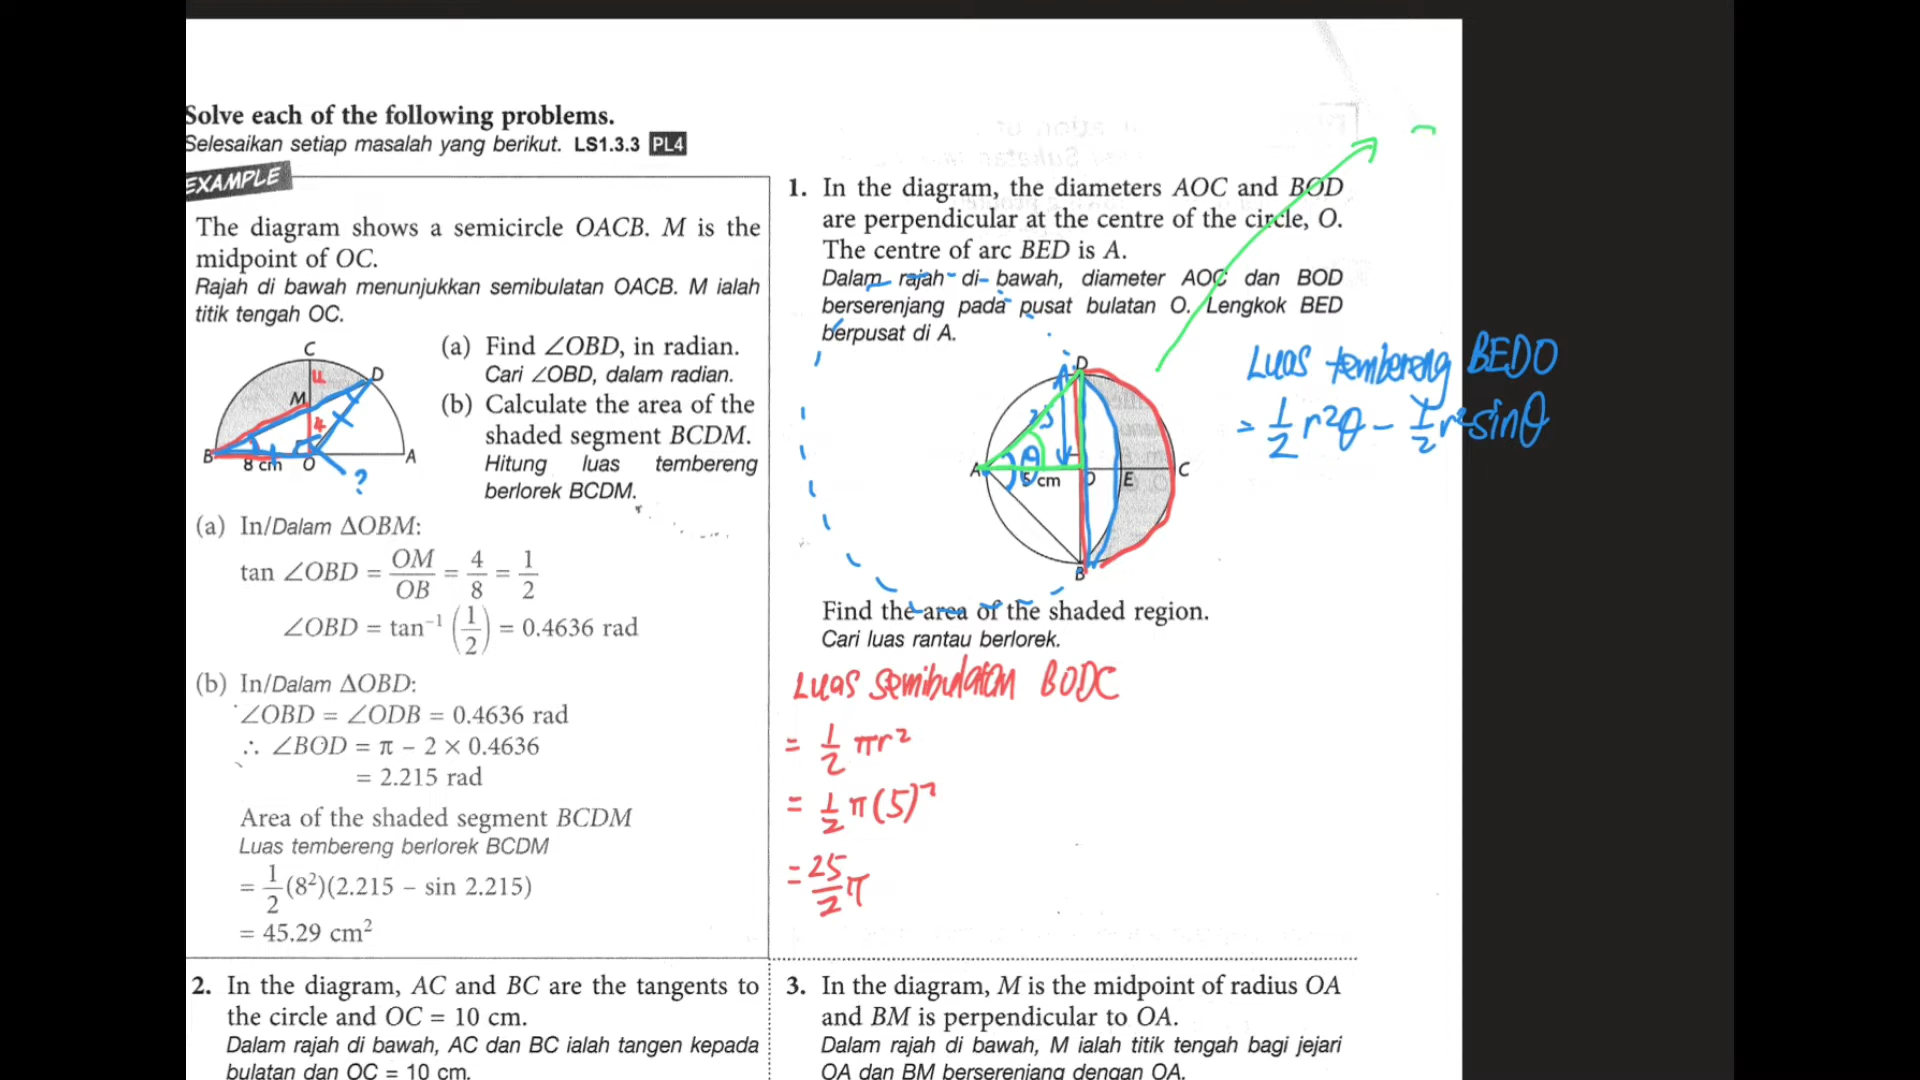 Solve each of the following problems.
Selesaikan setiap masalah yang berikut. LS1.3.3 PL4
EXAMPLE
The diagram shows a semicircle OACB. M is the
midpoint of OC.
Rajah di bawah menunjukkan semibulatan OACB. M ialah
titik tengah OC.
C
D
M
4
4
B
8 cm
O
A
?
(a) Find ∠OBD, in radian.
Cari ∠OBD, dalam radian.
(b) Calculate the area of the
shaded segment BCDM.
Hitung luas tembereng
berlorek BCDM.
(a) In/Dalam ΔOBM:
tan ∠OBD = OM/OB = 4/8 = 1/2
∠OBD = tan⁻¹ (1/2) = 0.4636 rad
(b) In/Dalam ΔOBD:
∠OBD = ∠ODB = 0.4636 rad
∴ ∠BOD = π − 2 × 0.4636
= 2.215 rad
Area of the shaded segment BCDM
Luas tembereng berlorek BCDM
= 1/2 (8²)(2.215 − sin 2.215)
= 45.29 cm²
1. In the diagram, the diameters AOC and BOD
are perpendicular at the centre of the circle, O.
The centre of arc BED is A.
Dalam rajah di bawah, diameter AOC dan BOD
berserenjang pada pusat bulatan O. Lengkok BED
berpusat di A.
D
A
θ
5 cm
O
E
C
B
Luas tembereng BEDO
= 1/2 r²θ − 1/2 r² sinθ
Find the area of the shaded region.
Cari luas rantau berlorek.
Luas semibulatan BODC
= 1/2 πr²
= 1/2 π(5)²
= 25/2 π
2. In the diagram, AC and BC are the tangents to
the circle and OC = 10 cm.
Dalam rajah di bawah, AC dan BC ialah tangen kepada
bulatan dan OC = 10 cm.
3. In the diagram, M is the midpoint of radius OA
and BM is perpendicular to OA.
Dalam rajah di bawah, M ialah titik tengah bagi jejari
OA dan BM berserenjang dengan OA.